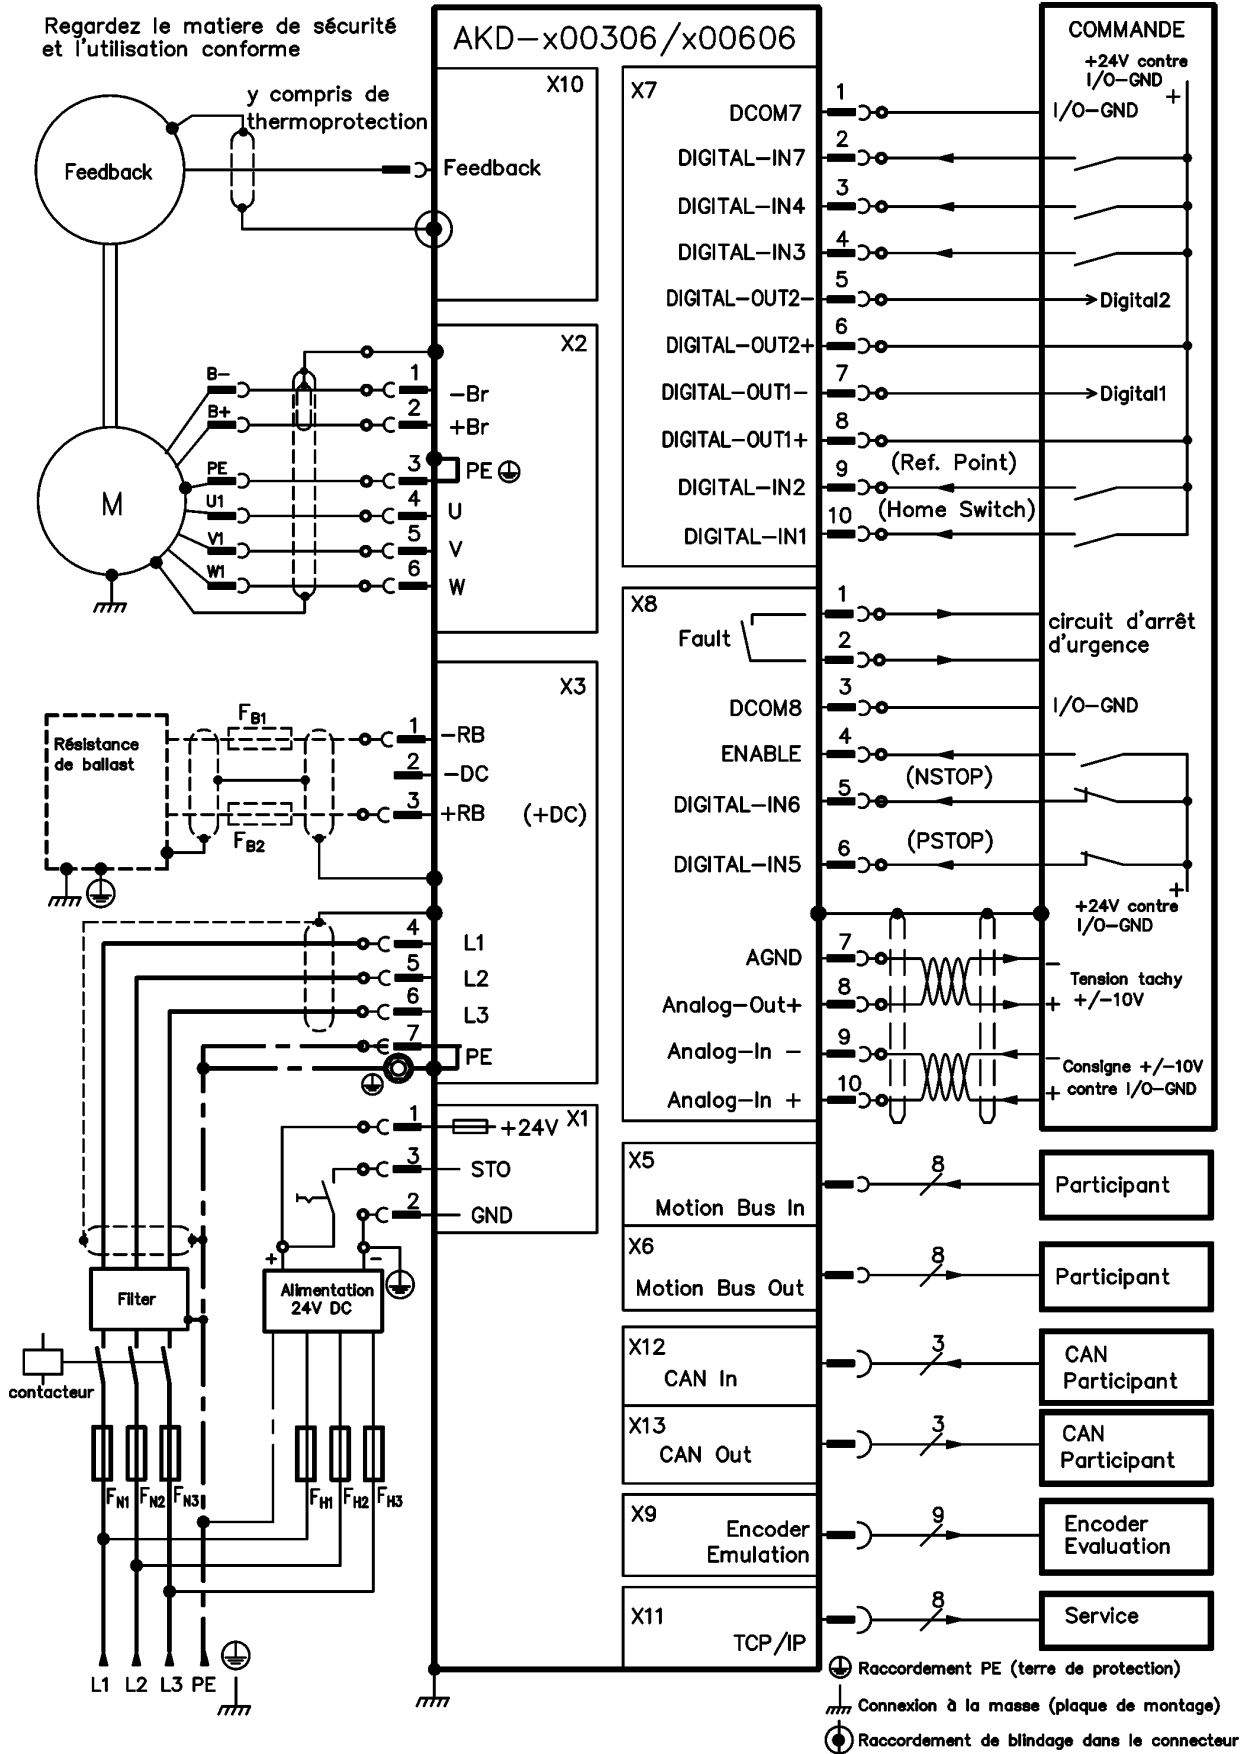 Regardez le matiere de sécurité
et l'utilisation conforme
AKD-x00306/x00606
X10
y compris de
thermoprotection
Feedback
Feedback
X2
B-
1
-Br
B+
2
+Br
PE
3
PE
M
U1
4
U
V1
5
V
W1
6
W
X3
Résistance
de ballast
FB1
1
-RB
2
-DC
3
+RB
(+DC)
FB2
4
L1
5
L2
6
L3
7
PE
X1
1
+24V
3
STO
2
GND
+
-
Filter
Alimentation
24V DC
contacteur
FN1
FN2
FN3
FH1
FH2
FH3
L1
L2
L3
PE
X7
DCOM7
1
DIGITAL-IN7
2
DIGITAL-IN4
3
DIGITAL-IN3
4
DIGITAL-OUT2-
5
DIGITAL-OUT2+
6
DIGITAL-OUT1-
7
DIGITAL-OUT1+
8
DIGITAL-IN2
9
(Ref. Point)
DIGITAL-IN1
10
(Home Switch)
COMMANDE
+24V contre
I/O-GND
+
I/O-GND
Digital2
Digital1
X8
Fault
1
2
circuit d'arrêt
d'urgence
DCOM8
3
I/O-GND
ENABLE
4
(NSTOP)
DIGITAL-IN6
5
(PSTOP)
DIGITAL-IN5
6
+
+24V contre
I/O-GND
AGND
7
-
Analog-Out+
8
+
Tension tachy
+/-10V
Analog-In -
9
-
Analog-In +
10
+
Consigne +/-10V
contre I/O-GND
X5
Motion Bus In
8
Participant
X6
Motion Bus Out
8
Participant
X12
CAN In
3
CAN
Participant
X13
CAN Out
3
CAN
Participant
X9
Encoder
Emulation
9
Encoder
Evaluation
X11
TCP/IP
8
Service
Raccordement PE (terre de protection)
Connexion à la masse (plaque de montage)
Raccordement de blindage dans le connecteur